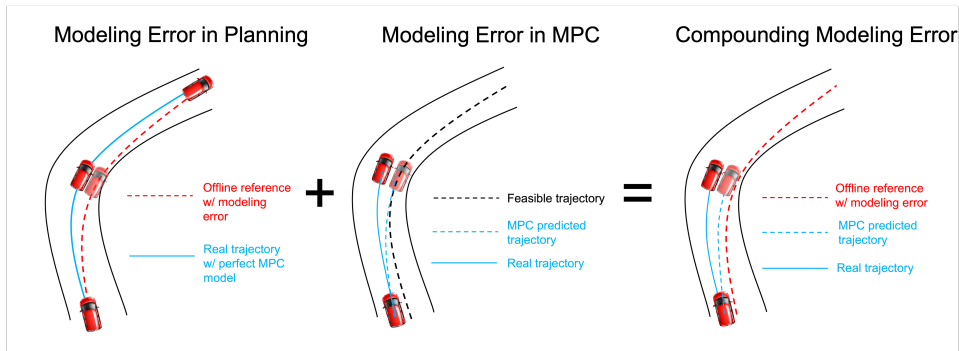 Modeling Error in Planning
Modeling Error in MPC
Compounding Modeling Error
Offline reference
w/ modeling error
Real trajectory
w/ perfect MPC
model
+
Feasible trajectory
MPC predicted
trajectory
Real trajectory
=
Offline reference
w/ modeling error
MPC predicted
trajectory
Real trajectory